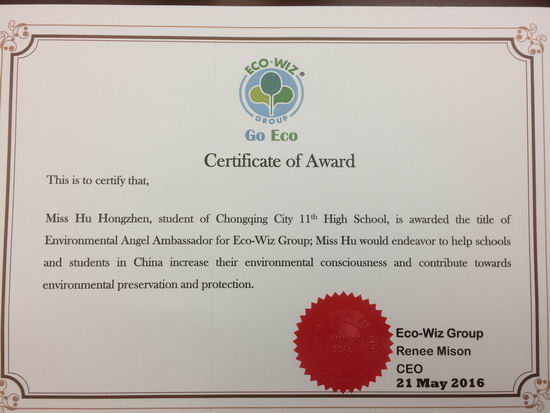 ECO-WIZ
GROUP
Go Eco
Certificate of Award
This is to certify that,
Miss Hu Hongzhen, student of Chongqing City 11th High School, is awarded the title of
Environmental Angel Ambassador for Eco-Wiz Group; Miss Hu would endeavor to help schools
and students in China increase their environmental consciousness and contribute towards
environmental preservation and protection.
Eco-Wiz Group
Renee Mison
CEO
21 May 2016